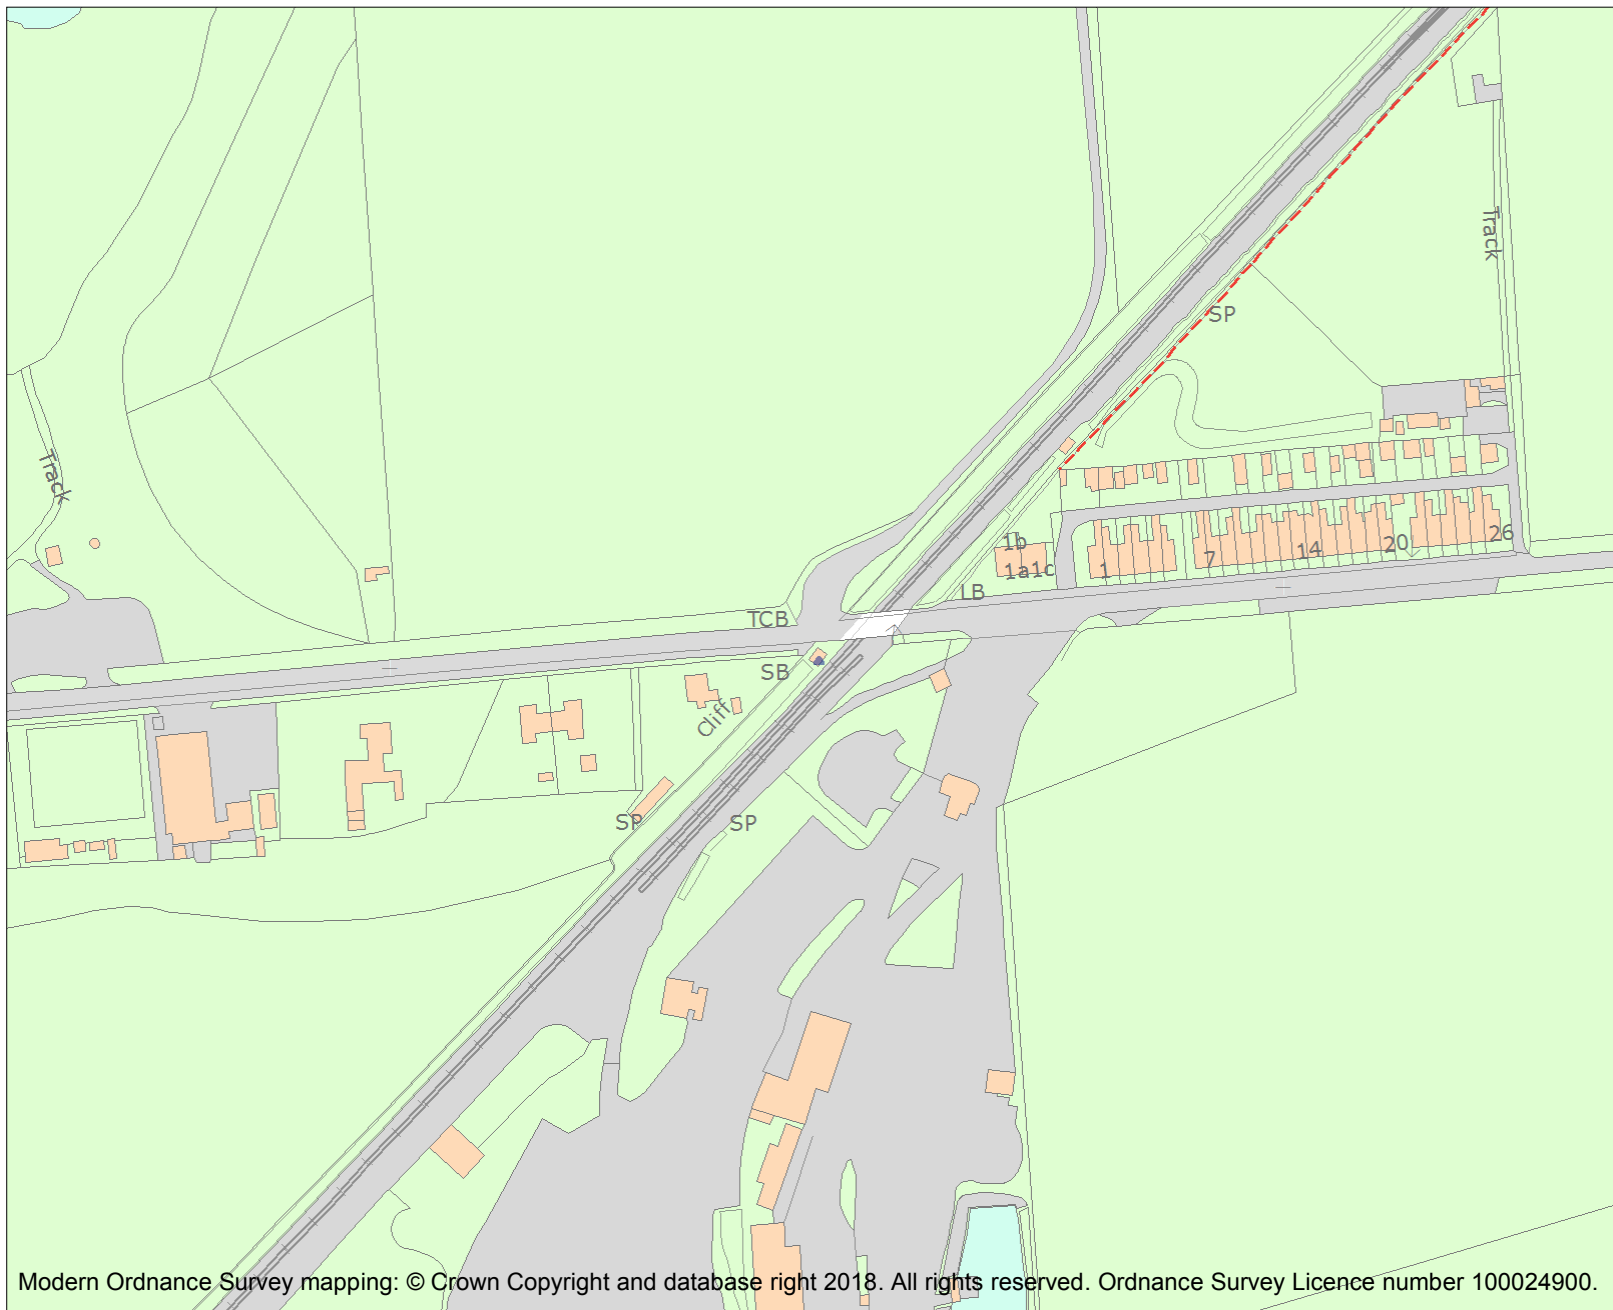 Track
SP
Track
1b
1a1c
1
7
14
20
26
LB
TCB
SB
Cliff
SP
SP
Modern Ordnance Survey mapping: © Crown Copyright and database right 2018. All rights reserved. Ordnance Survey Licence number 100024900.